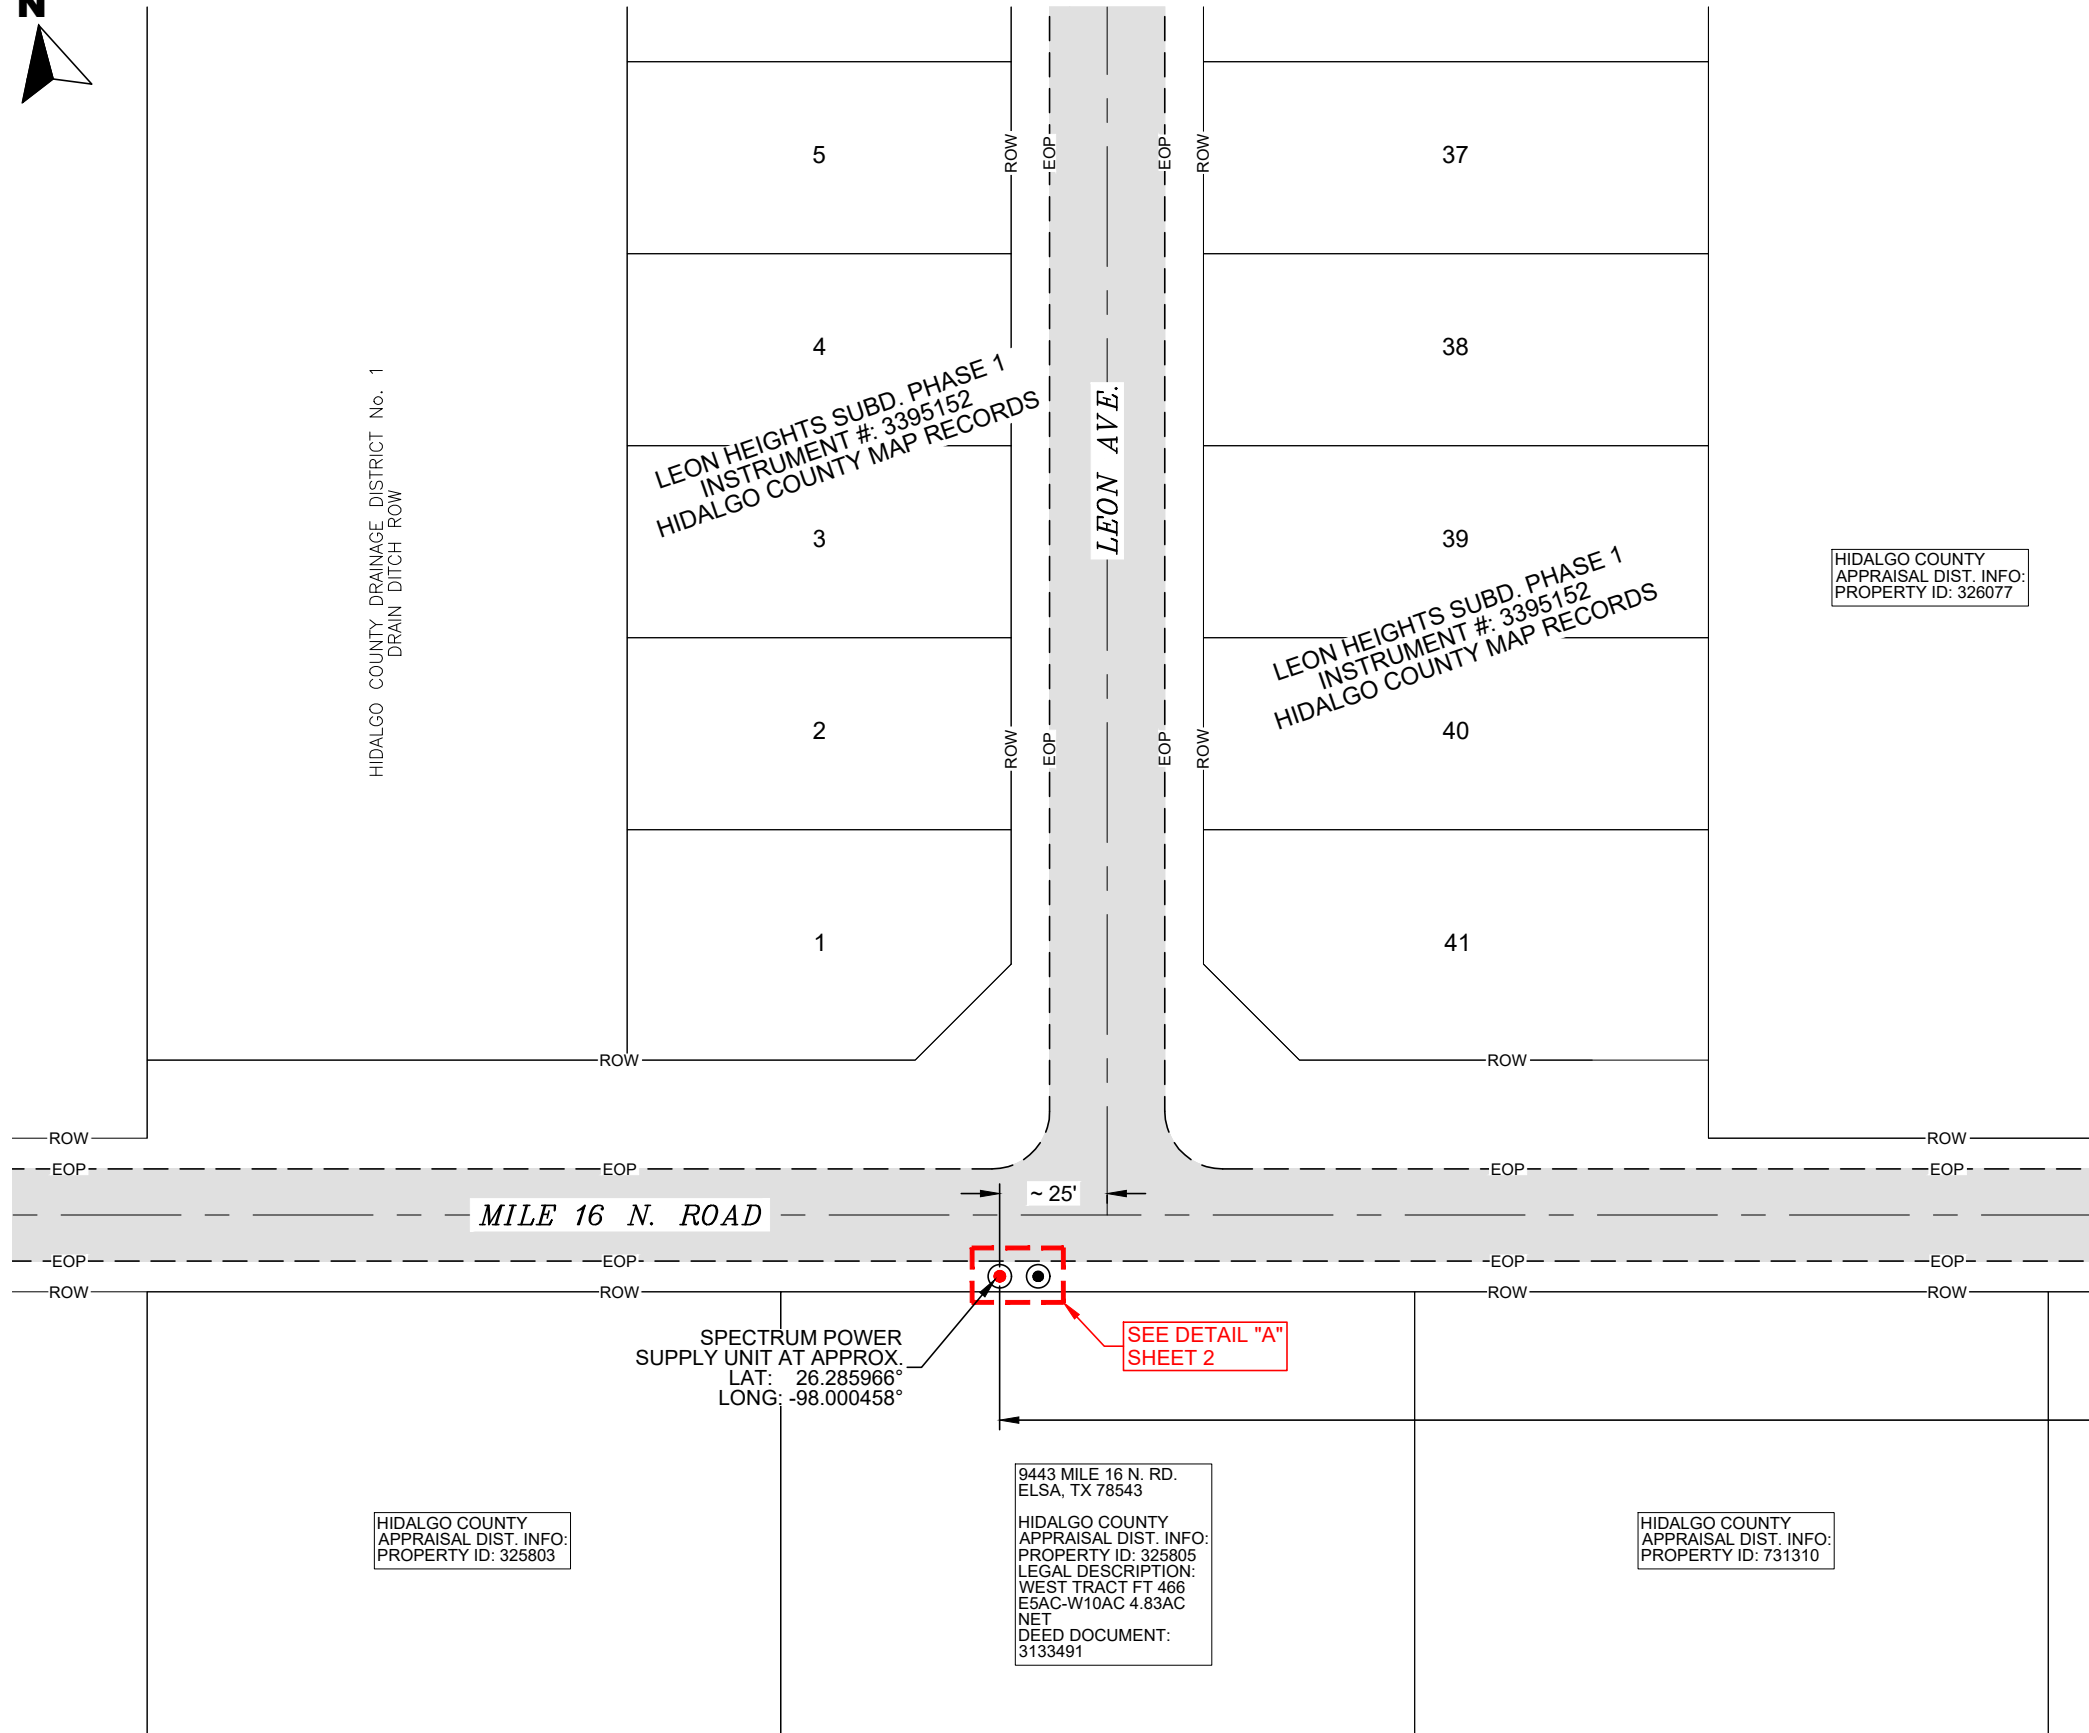 N
5
ROW
EOP
EOP
ROW
37
4
38
HIDALGO COUNTY DRAINAGE DISTRICT No. 1
DRAIN DITCH ROW
LEON HEIGHTS SUBD. PHASE 1
INSTRUMENT #: 3395152
HIDALGO COUNTY MAP RECORDS
LEON AVE.
3
39
HIDALGO COUNTY
APPRAISAL DIST. INFO:
PROPERTY ID: 326077
LEON HEIGHTS SUBD. PHASE 1
INSTRUMENT #: 3395152
HIDALGO COUNTY MAP RECORDS
2
ROW
EOP
EOP
ROW
40
1
41
ROW
ROW
ROW
ROW
EOP
EOP
EOP
EOP
~ 25'
MILE 16 N. ROAD
EOP
EOP
EOP
EOP
ROW
ROW
ROW
ROW
SPECTRUM POWER
SUPPLY UNIT AT APPROX.
LAT: 26.285966°
LONG: -98.000458°
SEE DETAIL "A"
SHEET 2
9443 MILE 16 N. RD.
ELSA, TX 78543
HIDALGO COUNTY
APPRAISAL DIST. INFO:
PROPERTY ID: 325805
LEGAL DESCRIPTION:
WEST TRACT FT 466
E5AC-W10AC 4.83AC
NET
DEED DOCUMENT:
3133491
HIDALGO COUNTY
APPRAISAL DIST. INFO:
PROPERTY ID: 325803
HIDALGO COUNTY
APPRAISAL DIST. INFO:
PROPERTY ID: 731310